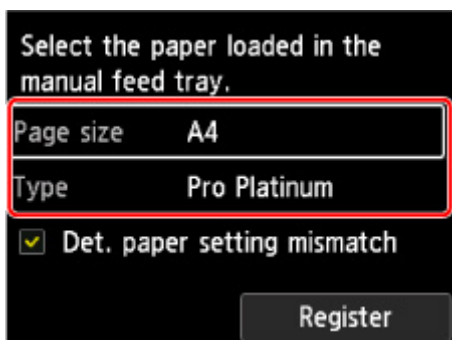 Select the paper loaded in the
manual feed tray.
Page size A4
Type Pro Platinum
Det. paper setting mismatch
Register